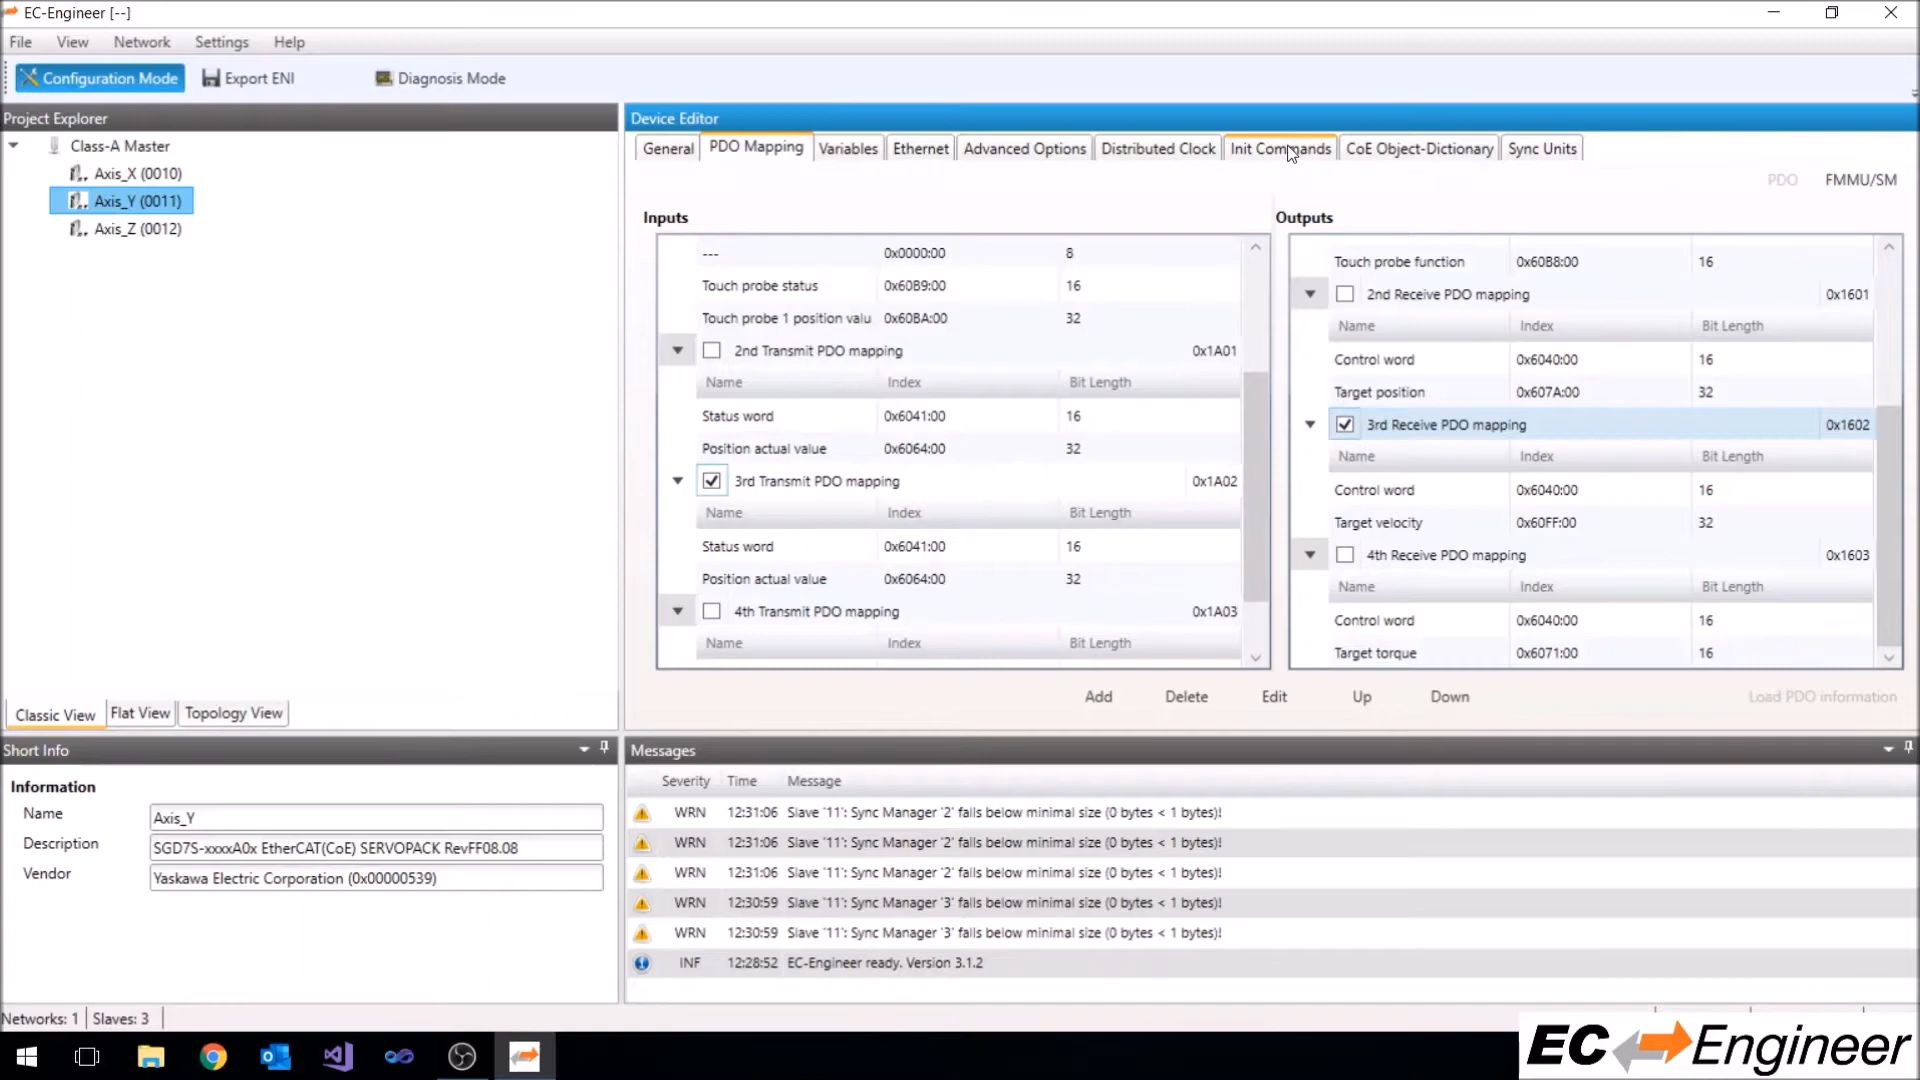 EC-Engineer [--]
File View Network Settings Help
Configuration Mode Export ENI Diagnosis Mode
Project Explorer
Class-A Master
Axis_X (0010)
Axis_Y (0011)
Axis_Z (0012)
Classic View Flat View Topology View
Device Editor
General PDO Mapping Variables Ethernet Advanced Options Distributed Clock Init Commands CoE Object-Dictionary Sync Units
PDO FMMU/SM
Inputs
--- 0x0000:00 8
Touch probe status 0x60B9:00 16
Touch probe 1 position valu 0x60BA:00 32
2nd Transmit PDO mapping 0x1A01
Name Index Bit Length
Status word 0x6041:00 16
Position actual value 0x6064:00 32
3rd Transmit PDO mapping 0x1A02
Name Index Bit Length
Status word 0x6041:00 16
Position actual value 0x6064:00 32
4th Transmit PDO mapping 0x1A03
Name Index Bit Length
Outputs
Touch probe function 0x60B8:00 16
2nd Receive PDO mapping 0x1601
Name Index Bit Length
Control word 0x6040:00 16
Target position 0x607A:00 32
3rd Receive PDO mapping 0x1602
Name Index Bit Length
Control word 0x6040:00 16
Target velocity 0x60FF:00 32
4th Receive PDO mapping 0x1603
Name Index Bit Length
Control word 0x6040:00 16
Target torque 0x6071:00 16
Add Delete Edit Up Down Load PDO information
Short Info
Information
Name Axis_Y
Description SGD7S-xxxxA0x EtherCAT(CoE) SERVOPACK RevFF08.08
Vendor Yaskawa Electric Corporation (0x00000539)
Messages
Severity Time Message
WRN 12:31:06 Slave '11': Sync Manager '2' falls below minimal size (0 bytes < 1 bytes)!
WRN 12:31:06 Slave '11': Sync Manager '2' falls below minimal size (0 bytes < 1 bytes)!
WRN 12:31:06 Slave '11': Sync Manager '2' falls below minimal size (0 bytes < 1 bytes)!
WRN 12:30:59 Slave '11': Sync Manager '3' falls below minimal size (0 bytes < 1 bytes)!
WRN 12:30:59 Slave '11': Sync Manager '3' falls below minimal size (0 bytes < 1 bytes)!
INF 12:28:52 EC-Engineer ready. Version 3.1.2
Networks: 1 Slaves: 3
EC Engineer